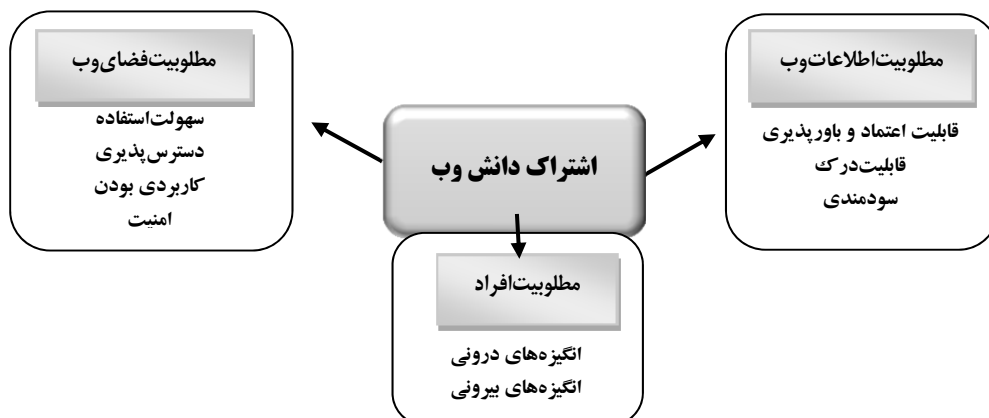 مطلوبیت‌اطلاعات‌وب
قابلیت اعتماد و باورپذیری
قابلیت‌درک
سودمندی
اشتراک دانش وب
مطلوبیت‌فضای‌وب
سهولت‌استفاده
دسترس‌پذیری
کاربردی بودن
امنیت
مطلوبیت‌افراد
انگیزه‌های درونی
انگیزه‌های بیرونی